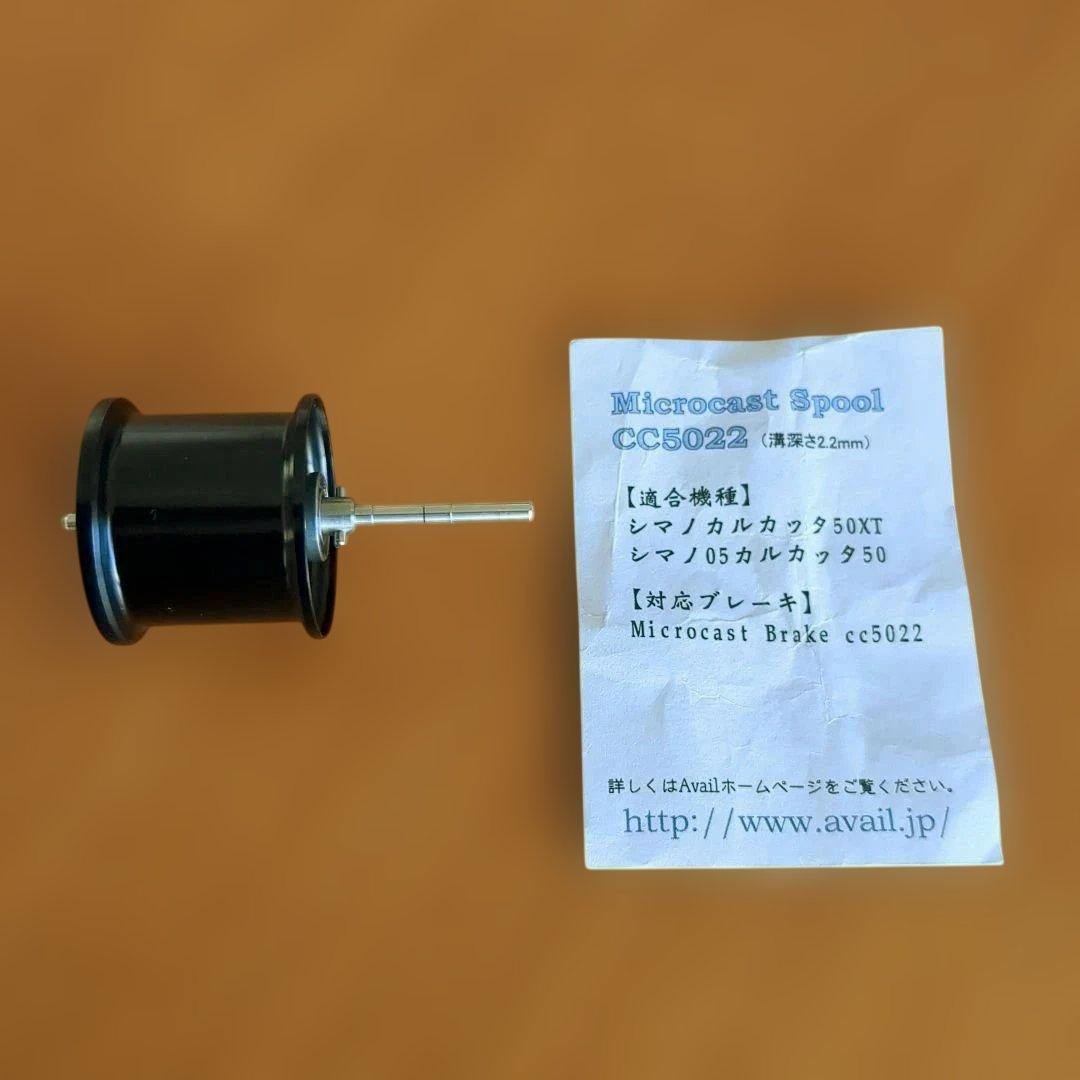 Microcast Spool
CC5022 (溝深さ2.2mm)
【適合機種】
シマノカルカッタ50XT
シマノ05カルカッタ50
【対応ブレーキ】
Microcast Brake cc5022
詳しくはAvailホームページをご覧ください。
http://www.avail.jp/